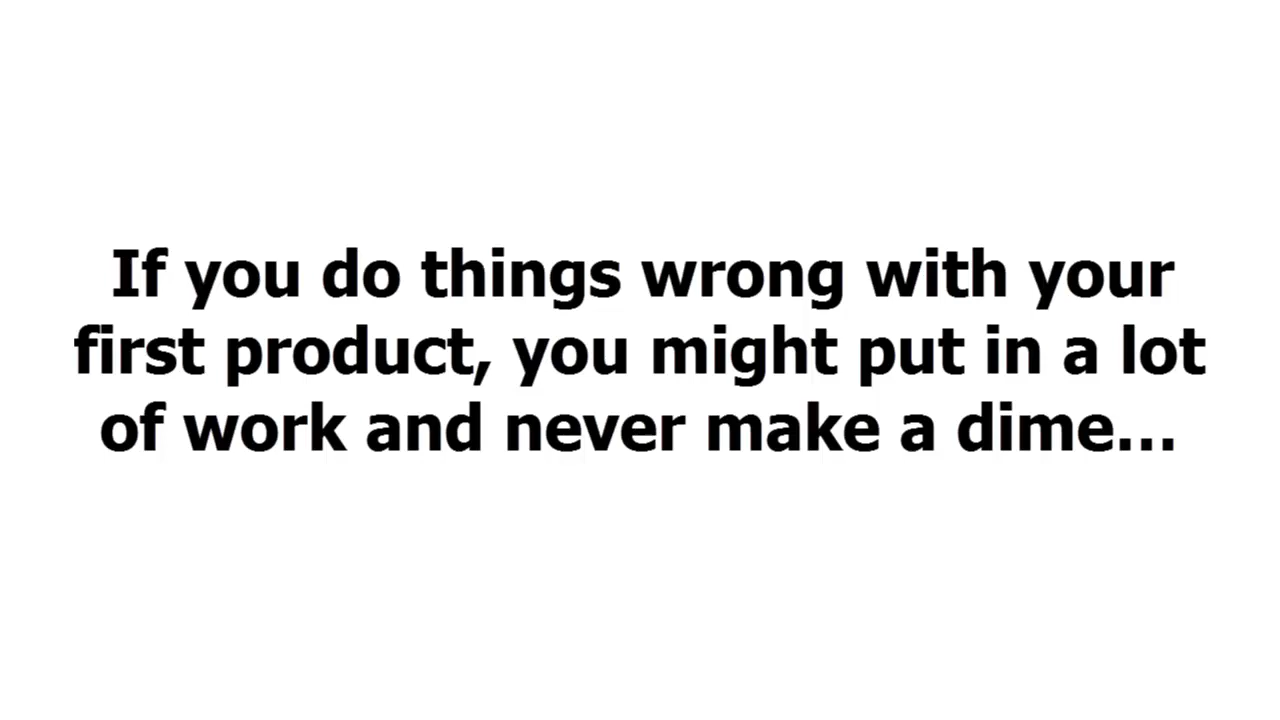 If you do things wrong with your
first product, you might put in a lot
of work and never make a dime...